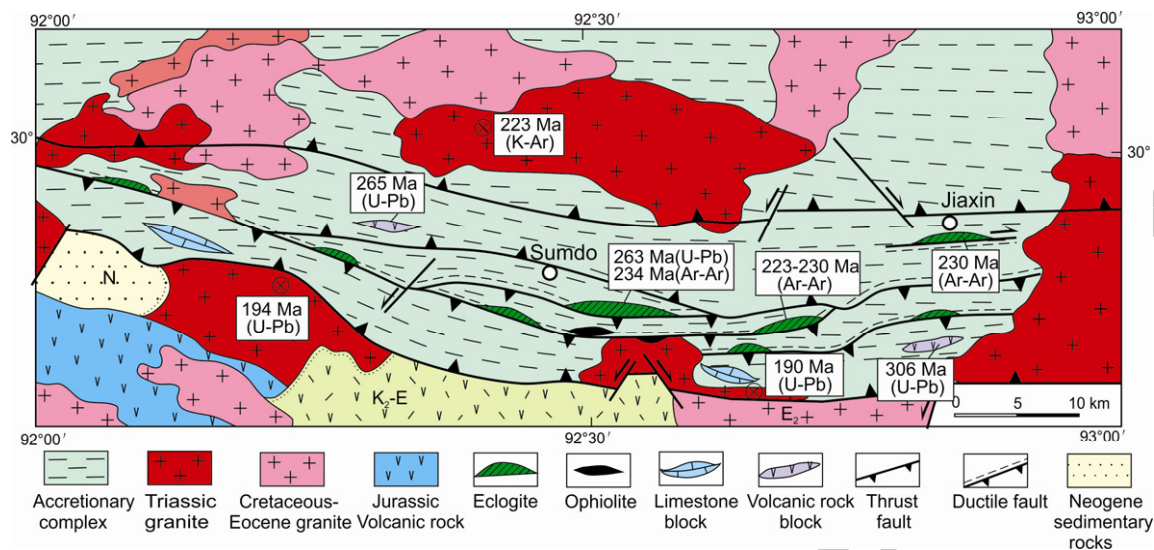 92°00′
92°30′
93°00′
30°
30°
223 Ma
(K-Ar)
265 Ma
(U-Pb)
Jiaxin
Sumdo
263 Ma(U-Pb)
234 Ma(Ar-Ar)
223-230 Ma
(Ar-Ar)
230 Ma
(Ar-Ar)
N
194 Ma
(U-Pb)
190 Ma
(U-Pb)
306 Ma
(U-Pb)
K₂-E
E₂
0 5 10 km
92°00′
92°30′
93°00′
Accretionary
complex
Triassic
granite
Cretaceous-
Eocene granite
Jurassic
Volcanic rock
Eclogite
Ophiolite
Limestone
block
Volcanic rock
block
Thrust
fault
Ductile fault
Neogene
sedimentary
rocks